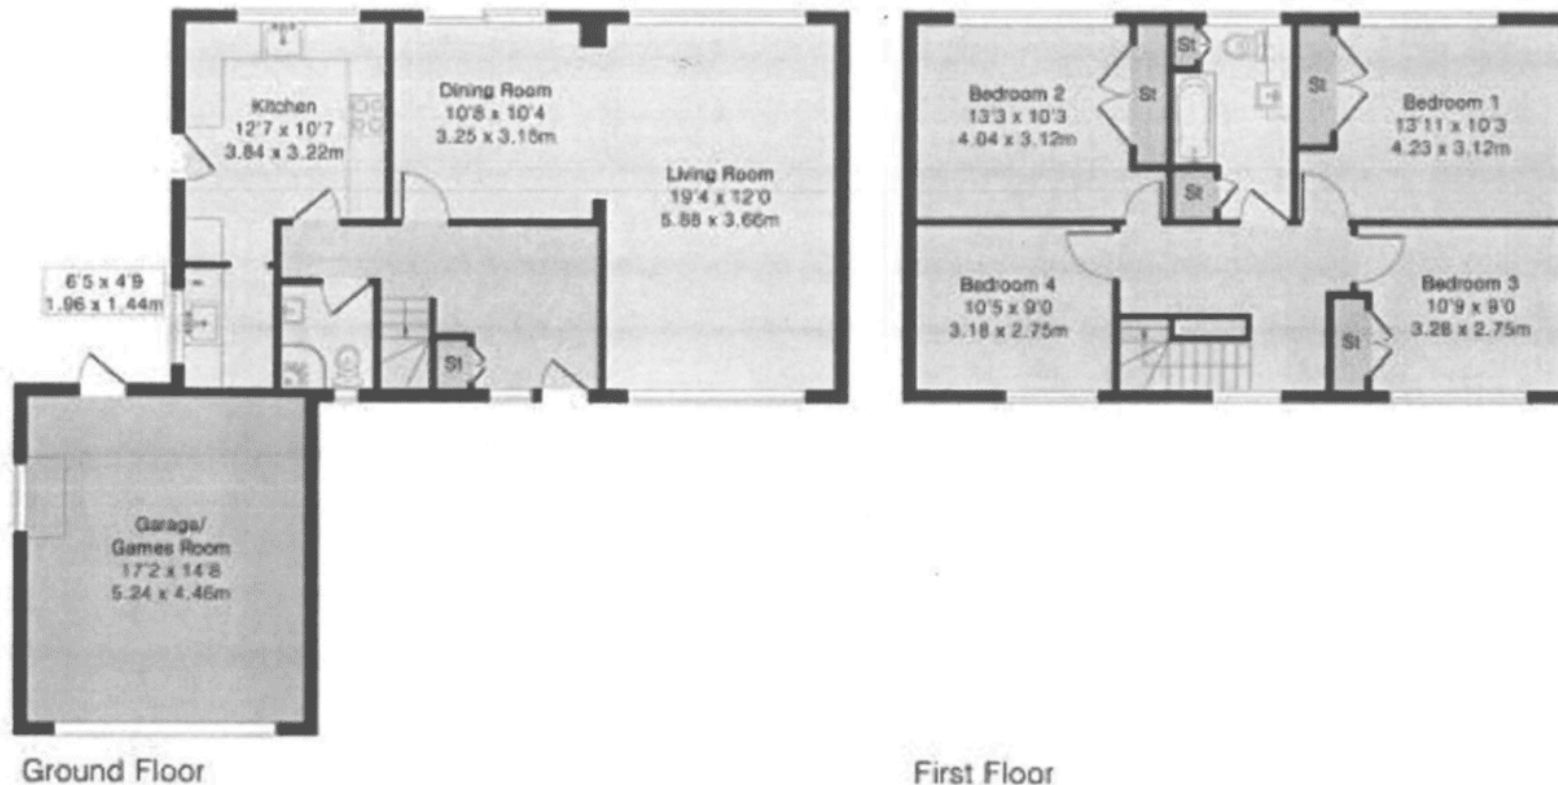 Kitchen
12'7 x 10'7
3.84 x 3.22m
Dining Room
10'8 x 10'4
3.25 x 3.16m
Living Room
19'4 x 12'0
5.88 x 3.66m
6'5 x 4'9
1.96 x 1.44m
St
Garage/
Games Room
17'2 x 14'8
5.24 x 4.46m
Ground Floor
Bedroom 2
13'3 x 10'3
4.04 x 3.12m
St
St
St
St
Bedroom 1
13'11 x 10'3
4.23 x 3.12m
Bedroom 4
10'5 x 9'0
3.18 x 2.75m
Bedroom 3
10'9 x 9'0
3.28 x 2.75m
St
First Floor